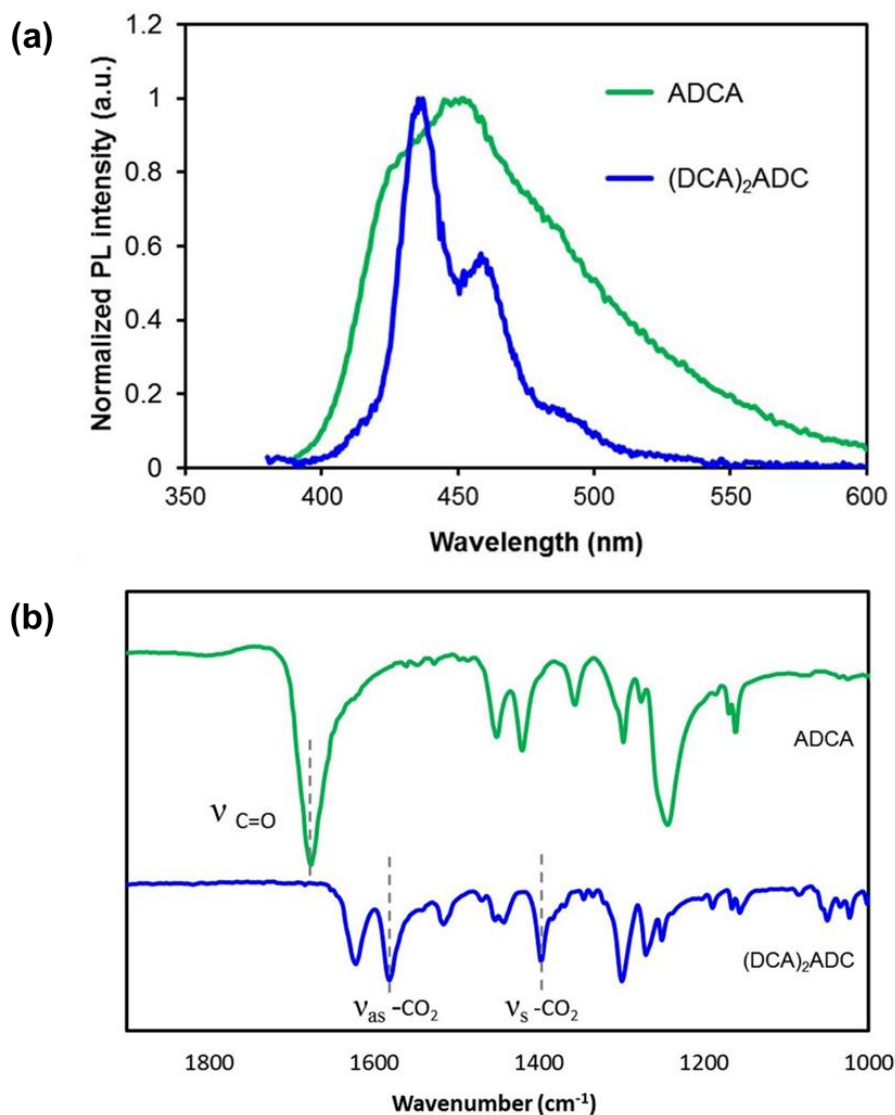 (a)
Normalized PL intensity (a.u.)
1.2
1
0.8
0.6
0.4
0.2
0
ADCA
(DCA)₂ADC
350 400 450 500 550 600
Wavelength (nm)
(b)
ν C=O
ADCA
νas -CO₂ νs -CO₂
(DCA)₂ADC
1800 1600 1400 1200 1000
Wavenumber (cm⁻¹)